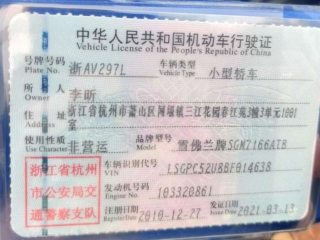 中华人民共和国机动车行驶证
Vehicle License of the People's Republic of China
号牌号码 浙AV297L 车辆类型 小型轿车
Plate No. Vehicle Type
所有人 李昕
Owner
住址 浙江省杭州市萧山区闻堰镇三江花园春江苑3幢3单元1001室
Address
使用性质 非营运 雪佛兰牌SGM7166ATB
Use Character
浙江省杭州市公安局交通警察支队
车辆识别代号 LSGPC52U8BF014638
VIN
发动机号码 103320861
Engine No.
注册日期 2010-12-27 发证日期 2021-03-13
Register Date Issue Date